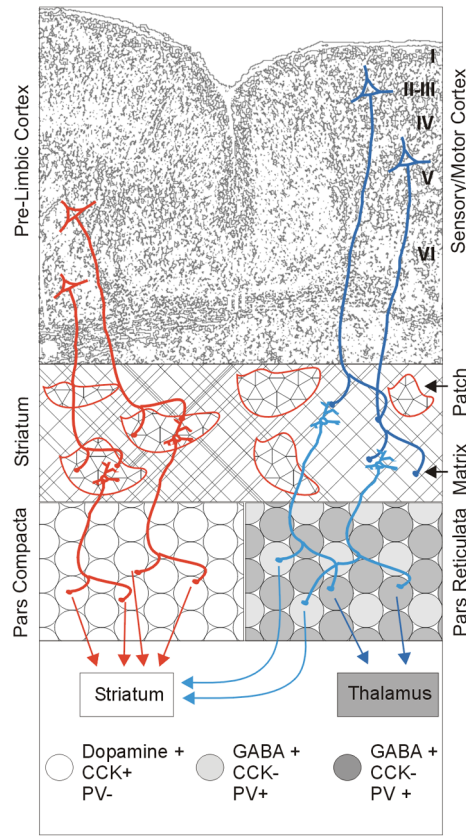 Pre-Limbic Cortex
Sensory/Motor Cortex
I
II-III
IV
V
VI
Striatum
Patch
Matrix
Pars Compacta
Pars Reticulata
Striatum
Thalamus
Dopamine +
CCK+
PV-
GABA +
CCK-
PV+
GABA +
CCK-
PV +